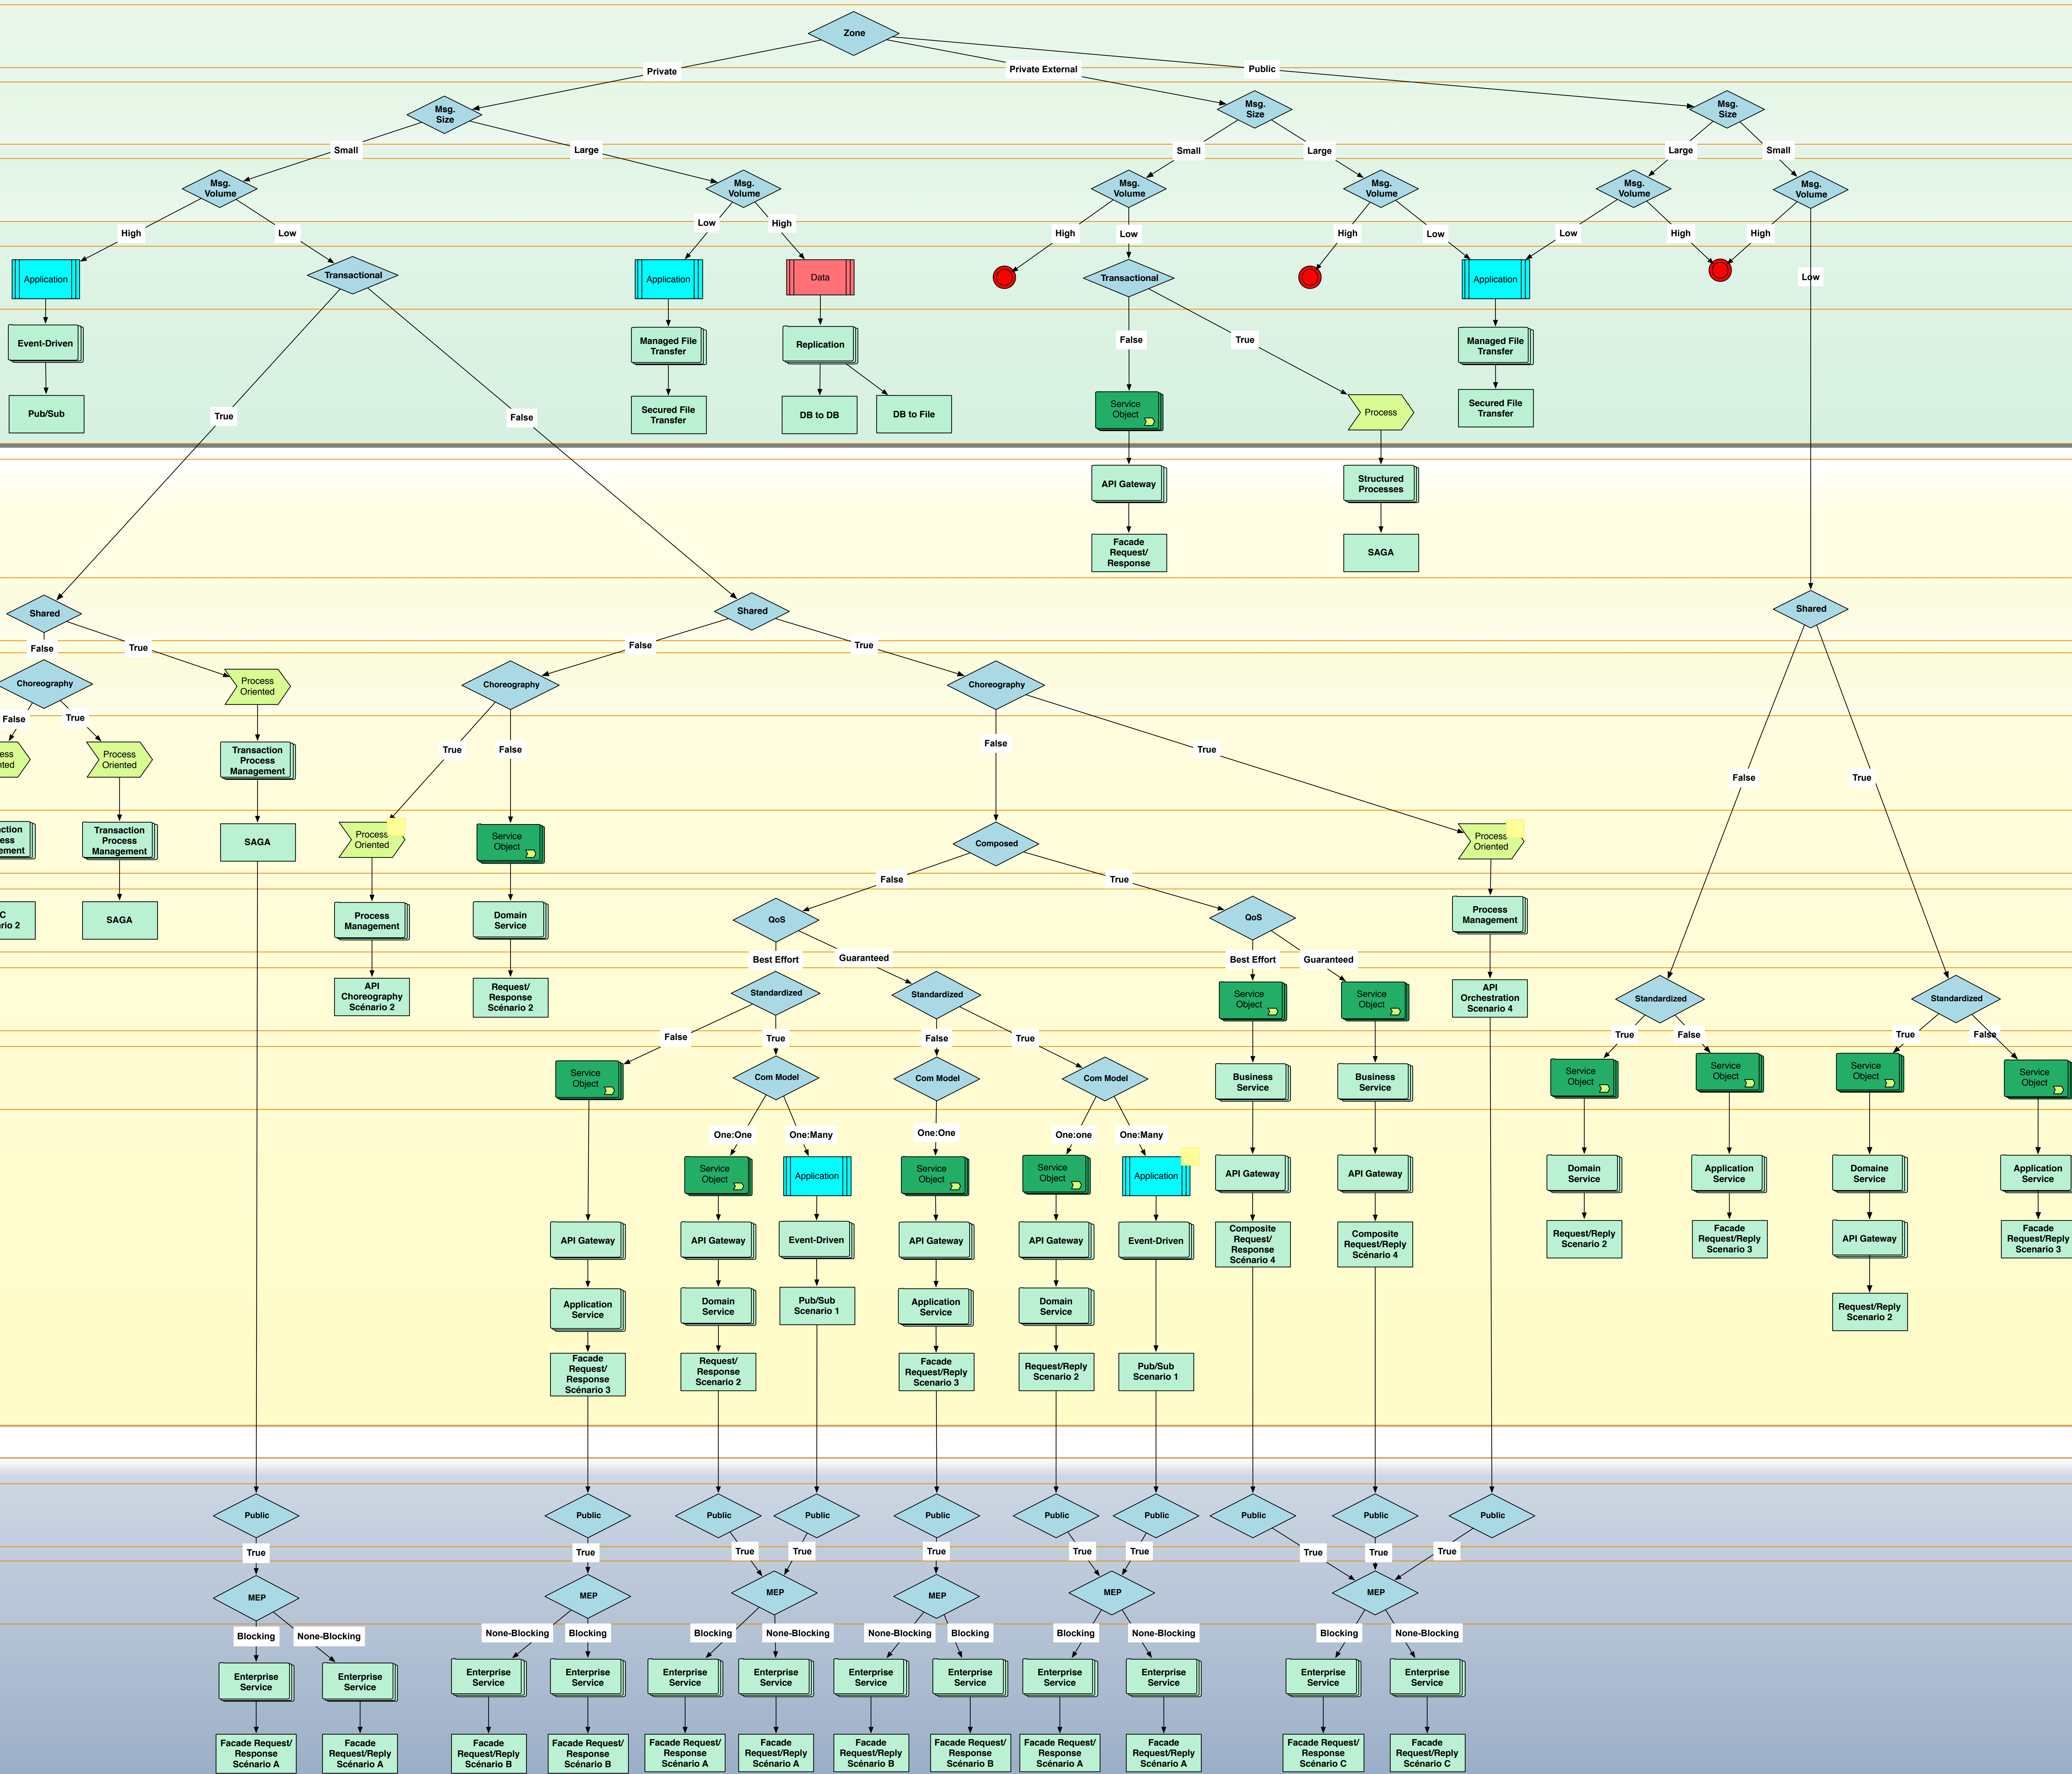 Zone
Private
Private External
Public
Msg.
Size
Msg.
Size
Msg.
Size
Small
Large
Small
Large
Large
Small
Msg.
Volume
Msg.
Volume
Msg.
Volume
Msg.
Volume
Msg.
Volume
Msg.
Volume
High
Low
Low
High
High
Low
High
Low
Low
High
High
Low
Application
Transactional
Application
Data
Transactional
Application
Event-Driven
Managed File
Transfer
Replication
False
True
Managed File
Transfer
Pub/Sub
True
False
Secured File
Transfer
DB to DB
DB to File
Service
Object
Process
Secured File
Transfer
API Gateway
Structured
Processes
Facade
Request/
Response
SAGA
Shared
Shared
Shared
False
True
False
True
Choreography
Process
Oriented
Choreography
Choreography
False
True
True
False
False
True
False
True
ess
nted
Process
Oriented
Transaction
Process
Management
ction
ess
ement
Transaction
Process
Management
SAGA
Process
Oriented
Service
Object
Composed
Process
Oriented
False
True
C
rio 2
SAGA
Process
Management
Domain
Service
QoS
QoS
Process
Management
Best Effort
Guaranteed
Best Effort
Guaranteed
API
Choreography
Scénario 2
Request/
Response
Scénario 2
Standardized
Standardized
Service
Object
Service
Object
API
Orchestration
Scenario 4
Standardized
Standardized
False
True
False
True
True
False
True
False
Service
Object
Com Model
Com Model
Com Model
Business
Service
Business
Service
Service
Object
Service
Object
Service
Object
Service
Object
One:One
One:Many
One:One
One:one
One:Many
Service
Object
Application
Service
Object
Service
Object
Application
API Gateway
API Gateway
Domain
Service
Application
Service
Domaine
Service
Application
Service
API Gateway
API Gateway
Event-Driven
API Gateway
API Gateway
Event-Driven
Composite
Request/
Response
Scénario 4
Composite
Request/Reply
Scénario 4
Request/Reply
Scenario 2
Facade
Request/Reply
Scénario 3
API Gateway
Facade
Request/Reply
Scénario 3
Application
Service
Domain
Service
Pub/Sub
Scenario 1
Application
Service
Domain
Service
Request/Reply
Scenario 2
Facade
Request/
Response
Scénario 3
Request/
Response
Scenario 2
Facade
Request/Reply
Scénario 3
Request/Reply
Scenario 2
Pub/Sub
Scenario 1
Public
Public
Public
Public
Public
Public
Public
Public
Public
Public
True
True
True
True
True
True
True
True
True
True
MEP
MEP
MEP
MEP
MEP
MEP
Blocking
None-Blocking
None-Blocking
Blocking
Blocking
None-Blocking
None-Blocking
Blocking
Blocking
None-Blocking
Blocking
None-Blocking
Enterprise
Service
Enterprise
Service
Enterprise
Service
Enterprise
Service
Enterprise
Service
Enterprise
Service
Enterprise
Service
Enterprise
Service
Enterprise
Service
Enterprise
Service
Enterprise
Service
Enterprise
Service
Facade Request/
Response
Scénario A
Facade
Request/Reply
Scénario A
Facade
Request/Reply
Scénario B
Facade Request/
Response
Scénario B
Facade Request/
Response
Scénario A
Facade
Request/Reply
Scénario A
Facade
Request/Reply
Scénario B
Facade Request/
Response
Scénario B
Facade Request/
Response
Scénario A
Facade
Request/Reply
Scénario A
Facade Request/
Response
Scénario C
Facade
Request/Reply
Scénario C